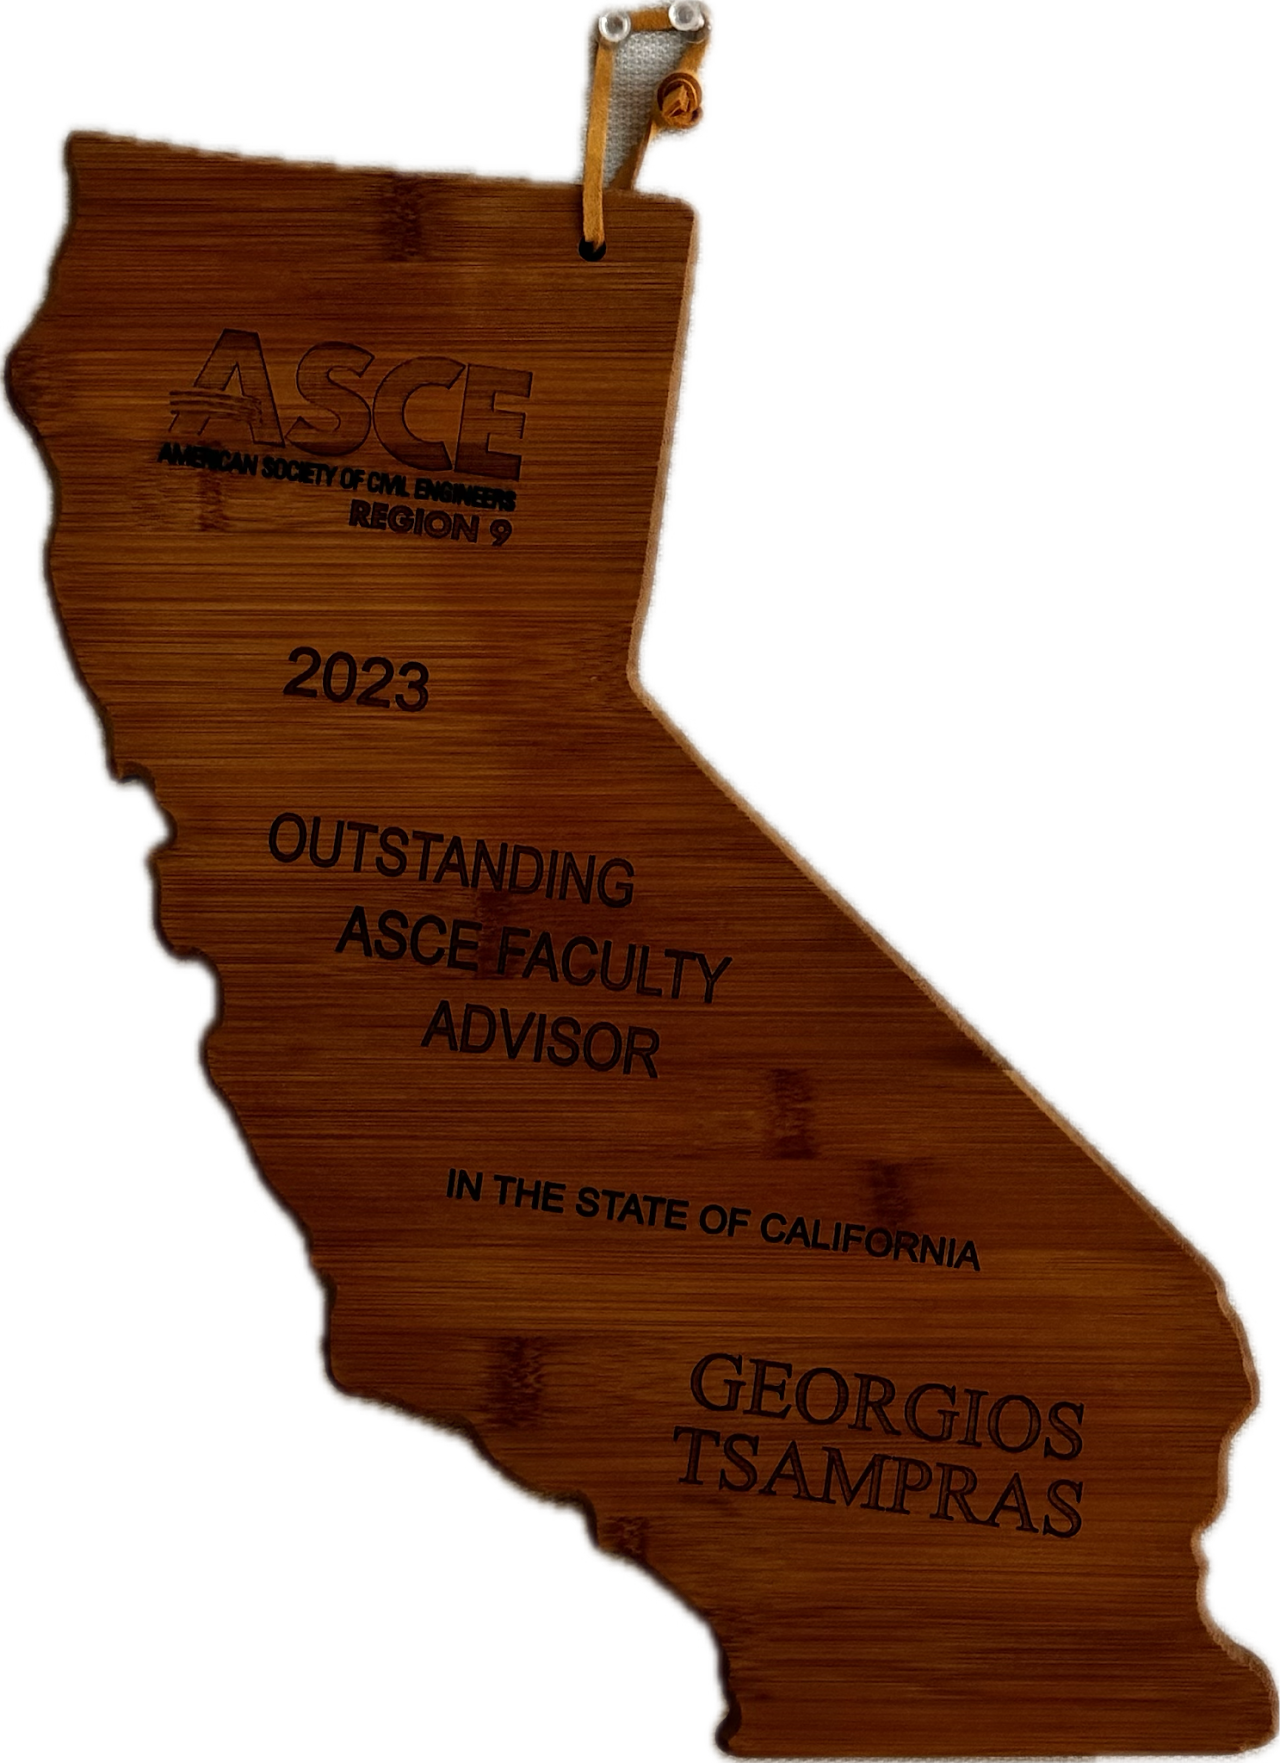 ASCE
AMERICAN SOCIETY OF CIVIL ENGINEERS
REGION 9
2023
OUTSTANDING
ASCE FACULTY
ADVISOR
IN THE STATE OF CALIFORNIA
GEORGIOS
TSAMPRAS